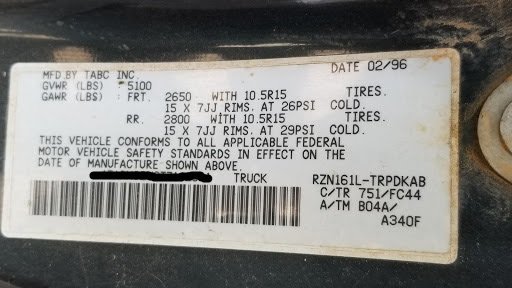 MFD.BY TABC INC. DATE 02/96
GVWR (LBS) 5100
GAWR (LBS) : FRT. 2650 WITH 10.5R15 TIRES.
15 X 7JJ RIMS. AT 26PSI COLD.
RR. 2800 WITH 10.5R15 TIRES.
15 X 7JJ RIMS. AT 29PSI COLD.
THIS VEHICLE CONFORMS TO ALL APPLICABLE FEDERAL
MOTOR VEHICLE SAFETY STANDARDS IN EFFECT ON THE
DATE OF MANUFACTURE SHOWN ABOVE.
TRUCK RZN161L-TRPDKAB
C/TR 751/FC44
A/TM B04A/
A340F